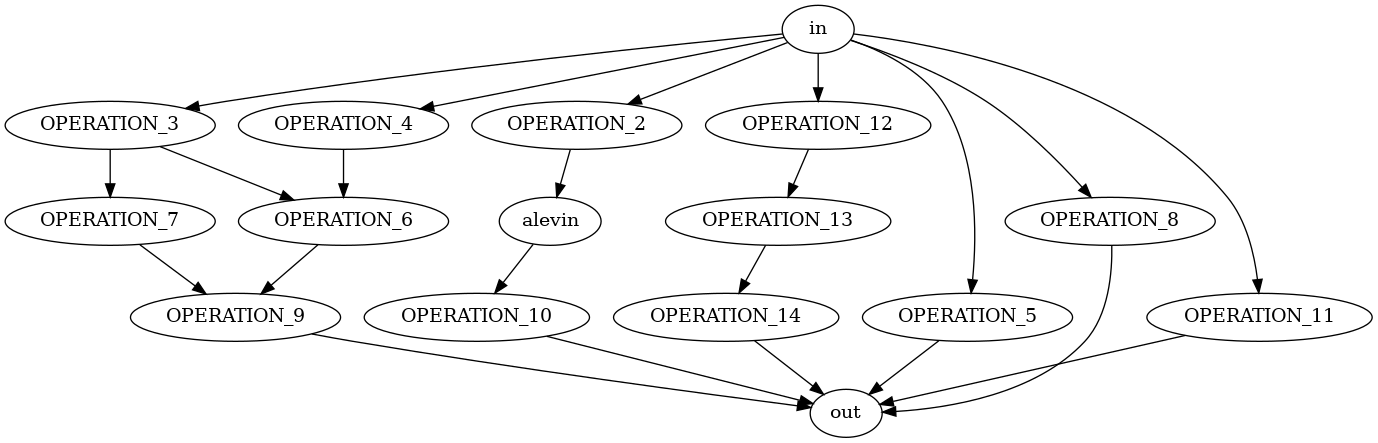 in
OPERATION_3
OPERATION_4
OPERATION_2
OPERATION_12
OPERATION_7
OPERATION_6
alevin
OPERATION_13
OPERATION_8
OPERATION_9
OPERATION_10
OPERATION_14
OPERATION_5
OPERATION_11
out